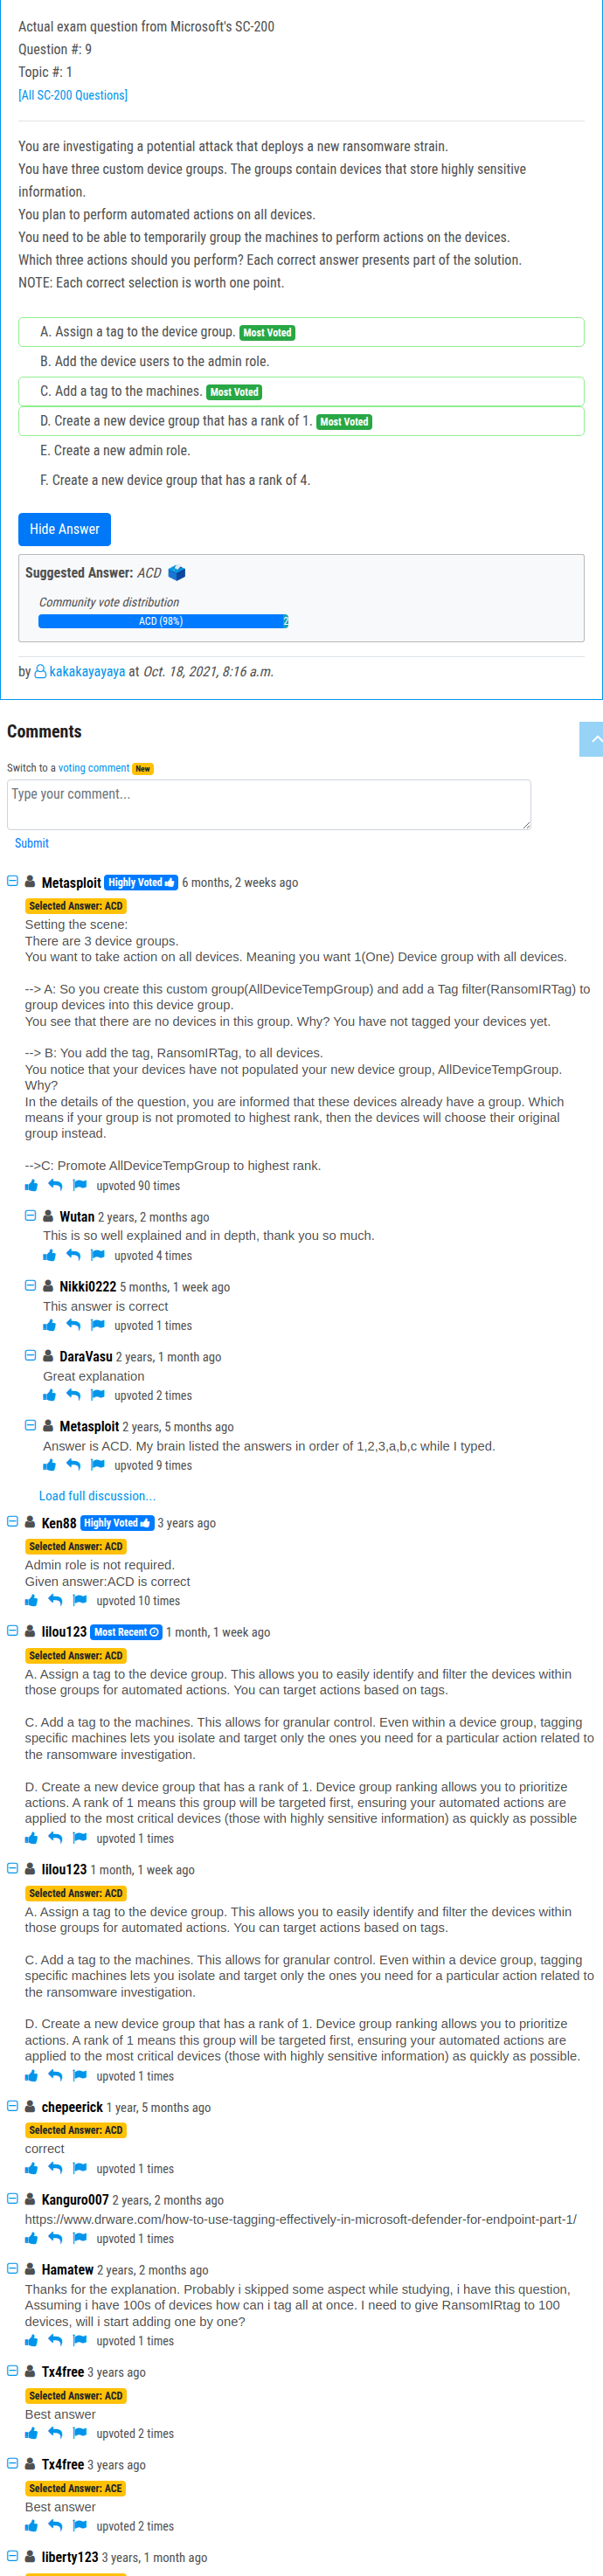 Actual exam question from Microsoft's SC-200
Question #: 9
Topic #: 1
[All SC-200 Questions]
You are investigating a potential attack that deploys a new ransomware strain.
You have three custom device groups. The groups contain devices that store highly sensitive
information.
You plan to perform automated actions on all devices.
You need to be able to temporarily group the machines to perform actions on the devices.
Which three actions should you perform? Each correct answer presents part of the solution.
NOTE: Each correct selection is worth one point.
A. Assign a tag to the device group. Most Voted
B. Add the device users to the admin role.
C. Add a tag to the machines. Most Voted
D. Create a new device group that has a rank of 1. Most Voted
E. Create a new admin role.
F. Create a new device group that has a rank of 4.
Hide Answer
Suggested Answer: ACD
Community vote distribution
ACD (98%) 2
by kakakayayaya at Oct. 18, 2021, 8:16 a.m.
Comments
Switch to a voting comment New
Type your comment...
Submit
Metasploit Highly Voted 6 months, 2 weeks ago
Selected Answer: ACD
Setting the scene:
There are 3 device groups.
You want to take action on all devices. Meaning you want 1(One) Device group with all devices.
--> A: So you create this custom group(AllDeviceTempGroup) and add a Tag filter(RansomIRTag) to
group devices into this device group.
You see that there are no devices in this group. Why? You have not tagged your devices yet.
--> B: You add the tag, RansomIRTag, to all devices.
You notice that your devices have not populated your new device group, AllDeviceTempGroup.
Why?
In the details of the question, you are informed that these devices already have a group. Which
means if your group is not promoted to highest rank, then the devices will choose their original
group instead.
-->C: Promote AllDeviceTempGroup to highest rank.
upvoted 90 times
Wutan 2 years, 2 months ago
This is so well explained and in depth, thank you so much.
upvoted 4 times
Nikki0222 5 months, 1 week ago
This answer is correct
upvoted 1 times
DaraVasu 2 years, 1 month ago
Great explanation
upvoted 2 times
Metasploit 2 years, 5 months ago
Answer is ACD. My brain listed the answers in order of 1,2,3,a,b,c while I typed.
upvoted 9 times
Load full discussion...
Ken88 Highly Voted 3 years ago
Selected Answer: ACD
Admin role is not required.
Given answer:ACD is correct
upvoted 10 times
lilou123 Most Recent 1 month, 1 week ago
Selected Answer: ACD
A. Assign a tag to the device group. This allows you to easily identify and filter the devices within
those groups for automated actions. You can target actions based on tags.
C. Add a tag to the machines. This allows for granular control. Even within a device group, tagging
specific machines lets you isolate and target only the ones you need for a particular action related to
the ransomware investigation.
D. Create a new device group that has a rank of 1. Device group ranking allows you to prioritize
actions. A rank of 1 means this group will be targeted first, ensuring your automated actions are
applied to the most critical devices (those with highly sensitive information) as quickly as possible
upvoted 1 times
lilou123 1 month, 1 week ago
Selected Answer: ACD
A. Assign a tag to the device group. This allows you to easily identify and filter the devices within
those groups for automated actions. You can target actions based on tags.
C. Add a tag to the machines. This allows for granular control. Even within a device group, tagging
specific machines lets you isolate and target only the ones you need for a particular action related to
the ransomware investigation.
D. Create a new device group that has a rank of 1. Device group ranking allows you to prioritize
actions. A rank of 1 means this group will be targeted first, ensuring your automated actions are
applied to the most critical devices (those with highly sensitive information) as quickly as possible.
upvoted 1 times
chepeerick 1 year, 5 months ago
Selected Answer: ACD
correct
upvoted 1 times
Kanguro007 2 years, 2 months ago
https://www.drware.com/how-to-use-tagging-effectively-in-microsoft-defender-for-endpoint-part-1/
upvoted 1 times
Hamatew 2 years, 2 months ago
Thanks for the explanation. Probably i skipped some aspect while studying, i have this question,
Assuming i have 100s of devices how can i tag all at once. I need to give RansomIRtag to 100
devices, will i start adding one by one?
upvoted 1 times
Tx4free 3 years ago
Selected Answer: ACD
Best answer
upvoted 2 times
Tx4free 3 years ago
Selected Answer: ACE
Best answer
upvoted 2 times
liberty123 3 years, 1 month ago